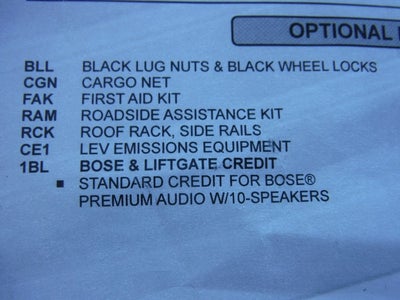 OPTIONAL
BLL BLACK LUG NUTS & BLACK WHEEL LOCKS
CGN CARGO NET
FAK FIRST AID KIT
RAM ROADSIDE ASSISTANCE KIT
RCK ROOF RACK, SIDE RAILS
CE1 LEV EMISSIONS EQUIPMENT
1BL BOSE & LIFTGATE CREDIT
▪ STANDARD CREDIT FOR BOSE®
PREMIUM AUDIO W/10-SPEAKERS